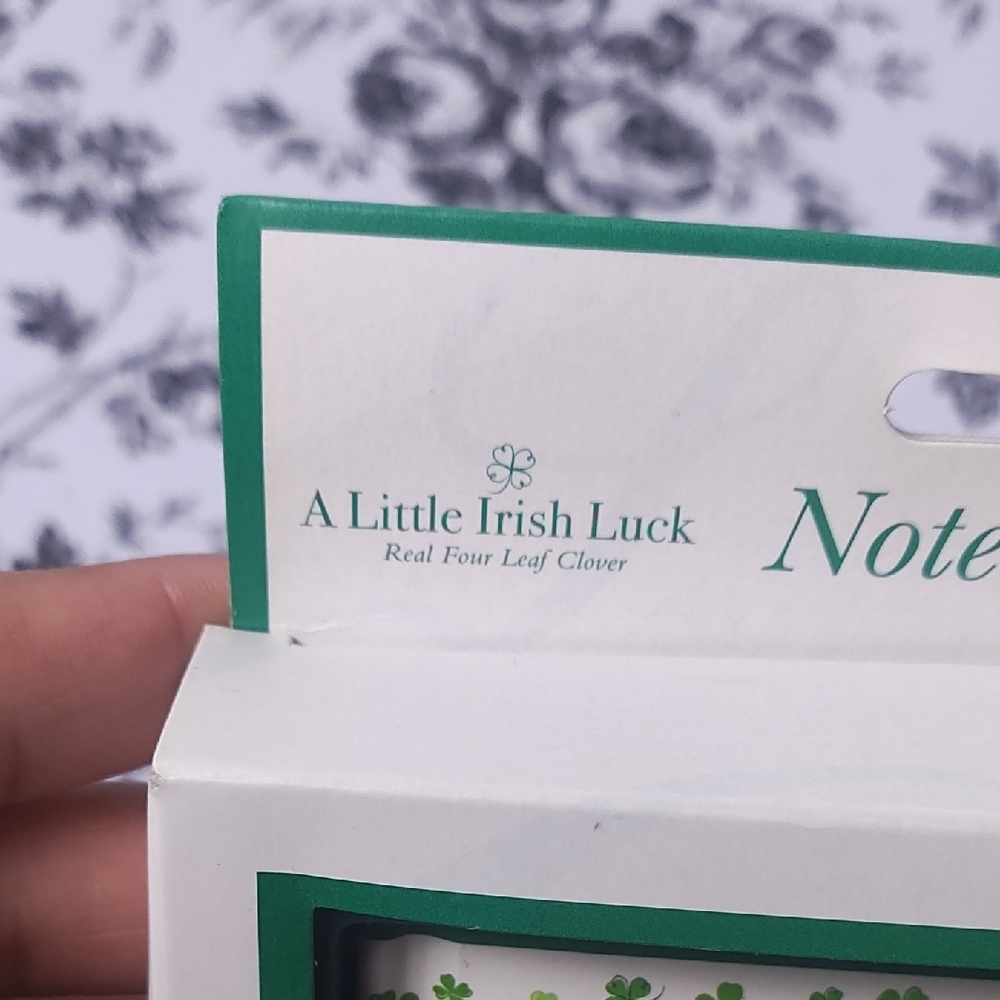 A Little Irish Luck
Real Four Leaf Clover
Note